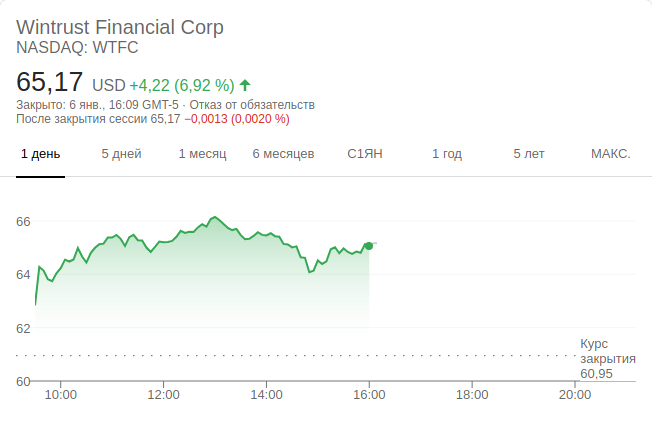 Wintrust Financial Corp
NASDAQ: WTFC
65,17 USD +4,22 (6,92 %)
Закрыто: 6 янв., 16:09 GMT-5 · Отказ от обязательств
После закрытия сессии 65,17 −0,0013 (0,0020 %)
1 день 5 дней 1 месяц 6 месяцев С1ЯН 1 год 5 лет МАКС.
66
64
62
Курс
закрытия
60,95
60
10:00 12:00 14:00 16:00 18:00 20:00